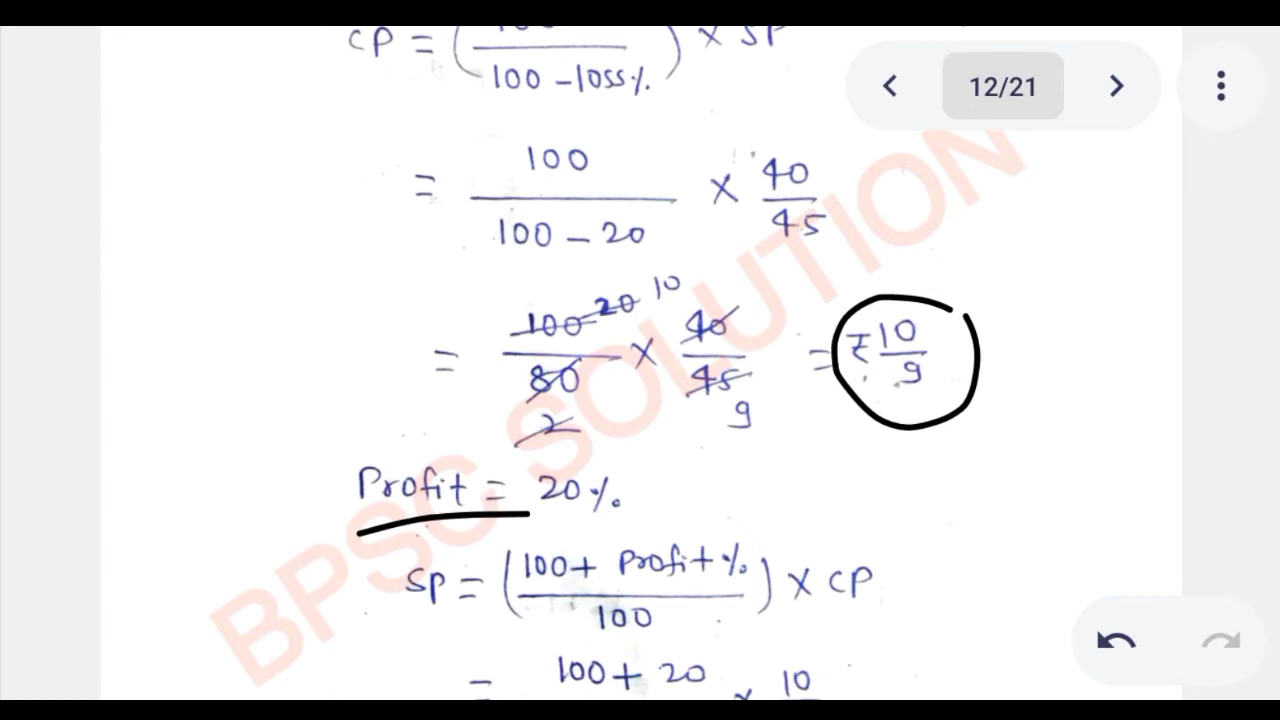 CP = ( / 100 - loss% ) × SP
12/21
= 100 / 100 - 20 × 40 / 45
= 100 20 10 / 80 2 × 40 / 45 9 = ₹ 10 / 9
Profit = 20%
SP = ( 100 + Profit % / 100 ) × CP
= 100 + 20 × 10
BPSC SOLUTION